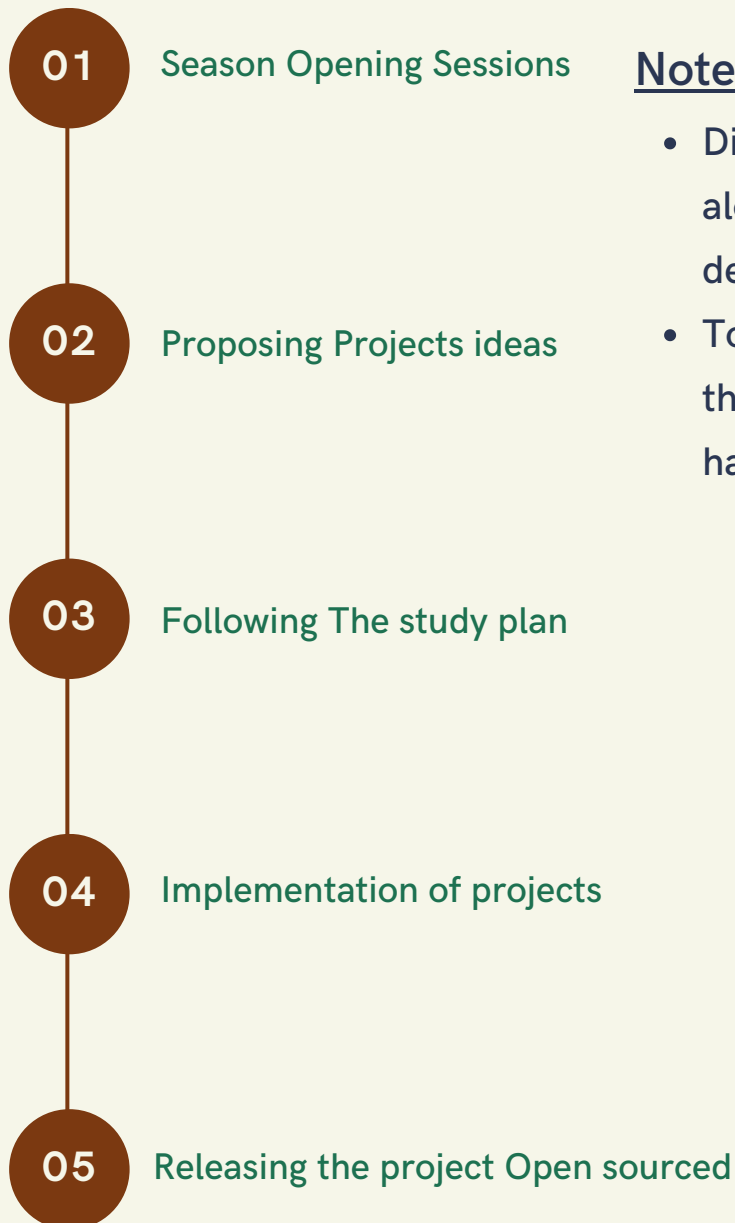 01
Season Opening Sessions
02
Proposing Projects ideas
03
Following The study plan
04
Implementation of projects
05
Releasing the project Open sourced
Note